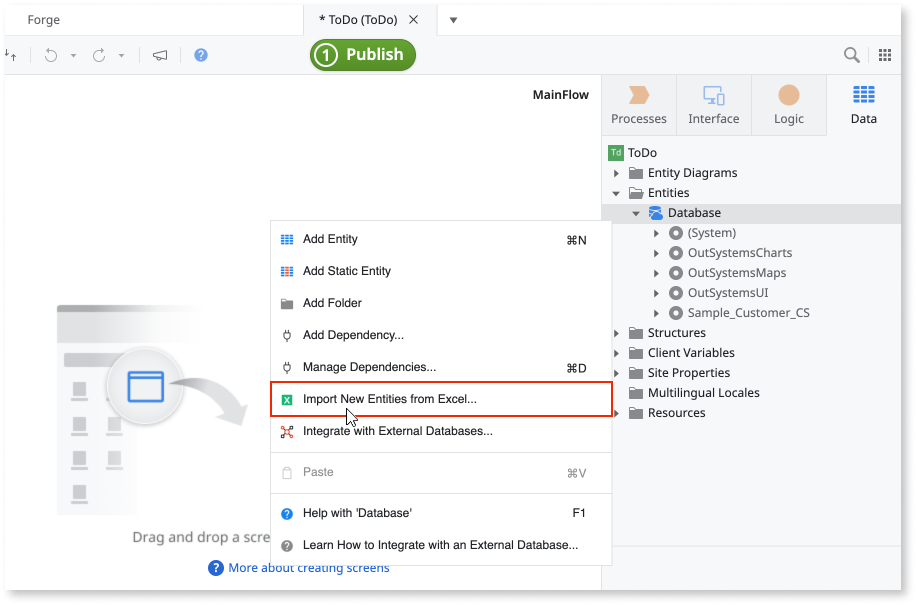 Forge
* ToDo (ToDo)
1 Publish
MainFlow
Processes
Interface
Logic
Data
Td ToDo
Entity Diagrams
Entities
Database
(System)
OutSystemsCharts
OutSystemsMaps
OutSystemsUI
Sample_Customer_CS
Structures
Client Variables
Site Properties
Multilingual Locales
Resources
Add Entity ⌘N
Add Static Entity
Add Folder
Add Dependency...
Manage Dependencies... ⌘D
Import New Entities from Excel...
Integrate with External Databases...
Paste ⌘V
Help with 'Database' F1
Learn How to Integrate with an External Database...
Drag and drop a scre
? More about creating screens